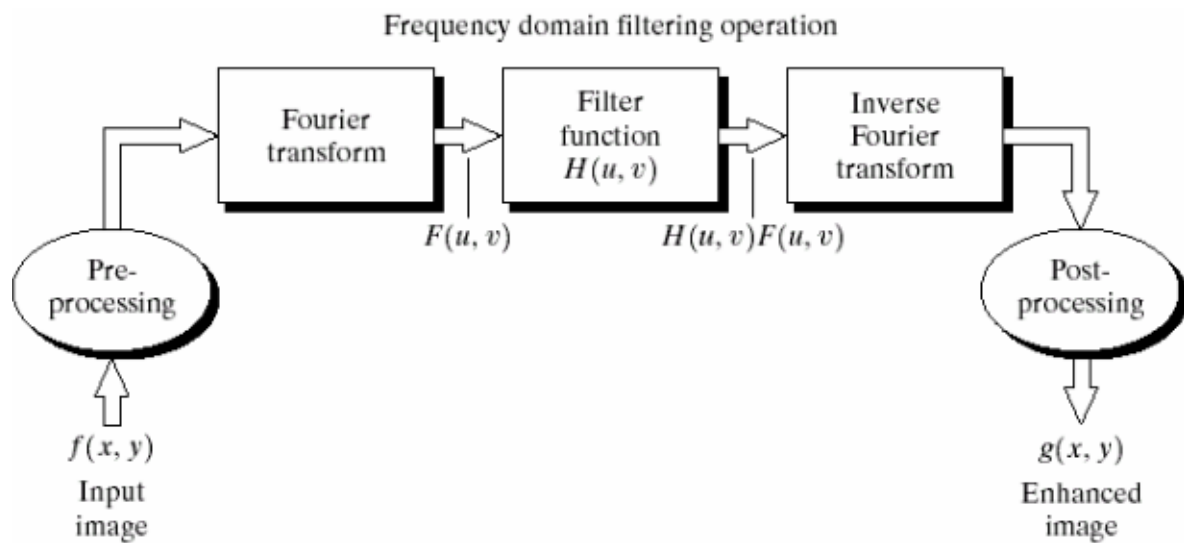 Frequency domain filtering operation
Fourier
transform
Filter
function
H(u, v)
Inverse
Fourier
transform
F(u, v)
H(u, v)F(u, v)
Pre-
processing
Post-
processing
f(x, y)
Input
image
g(x, y)
Enhanced
image